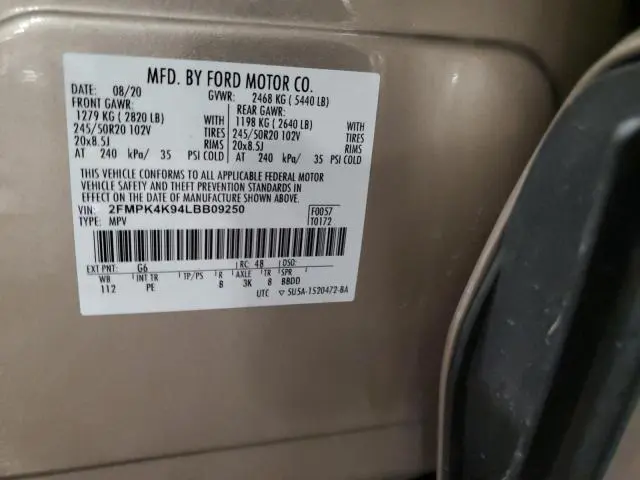 MFD. BY FORD MOTOR CO.
DATE: 08/20 GVWR: 2468 KG ( 5440 LB)
FRONT GAWR: REAR GAWR:
1279 KG ( 2820 LB) WITH 1198 KG ( 2640 LB) WITH
245/50R20 102V TIRES 245/50R20 102V TIRES
20x8.5J RIMS 20x8.5J RIMS
AT 240 kPa/ 35 PSI COLD AT 240 kPa/ 35 PSI COLD
THIS VEHICLE CONFORMS TO ALL APPLICABLE FEDERAL MOTOR
VEHICLE SAFETY AND THEFT PREVENTION STANDARDS IN
EFFECT ON THE DATE OF MANUFACTURE SHOWN ABOVE.
VIN: 2FMPK4K94LBB09250 F0057
TYPE: MPV T0172
EXT PNT: G6 RC: 48 DSO:
WB INT TR TP/PS R AXLE TR SPR
112 PE 8 3K 8 BBDD
UTC ▽ 5U5A-1520472-BA